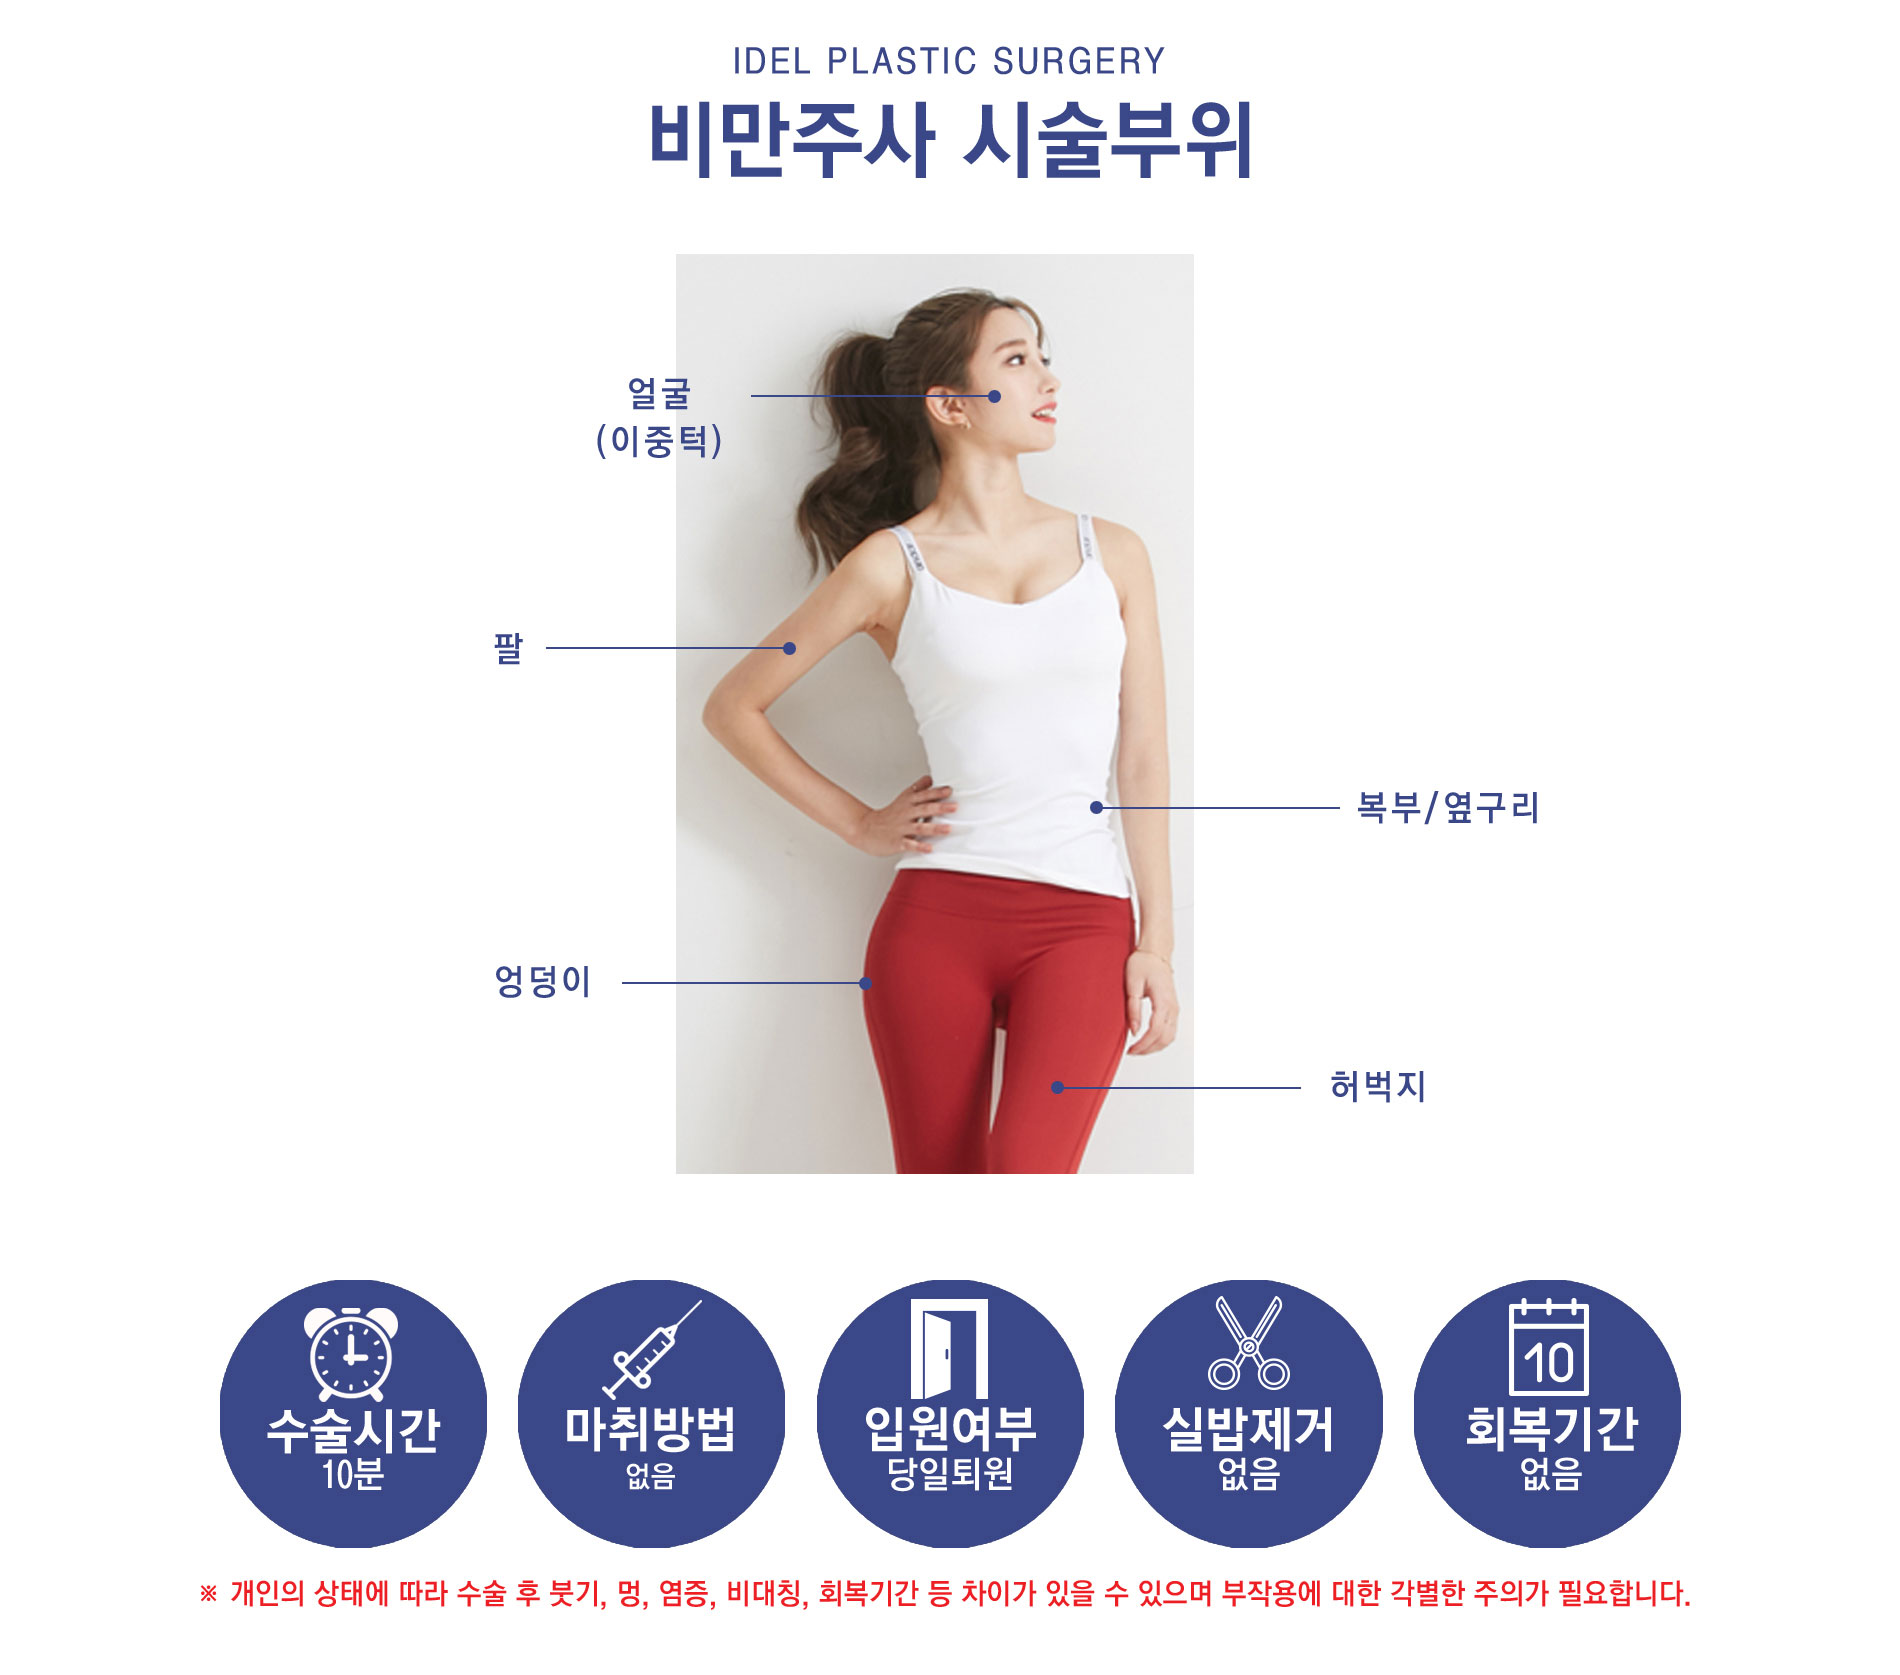 IDEL PLASTIC SURGERY
비만주사 시술부위
얼굴
(이중턱)
팔
복부/옆구리
엉덩이
허벅지
10
수술시간
10분
마취방법
없음
입원여부
당일퇴원
실밥제거
없음
회복기간
없음
※ 개인의 상태에 따라 수술 후 붓기, 멍, 염증, 비대칭, 회복기간 등 차이가 있을 수 있으며 부작용에 대한 각별한 주의가 필요합니다.